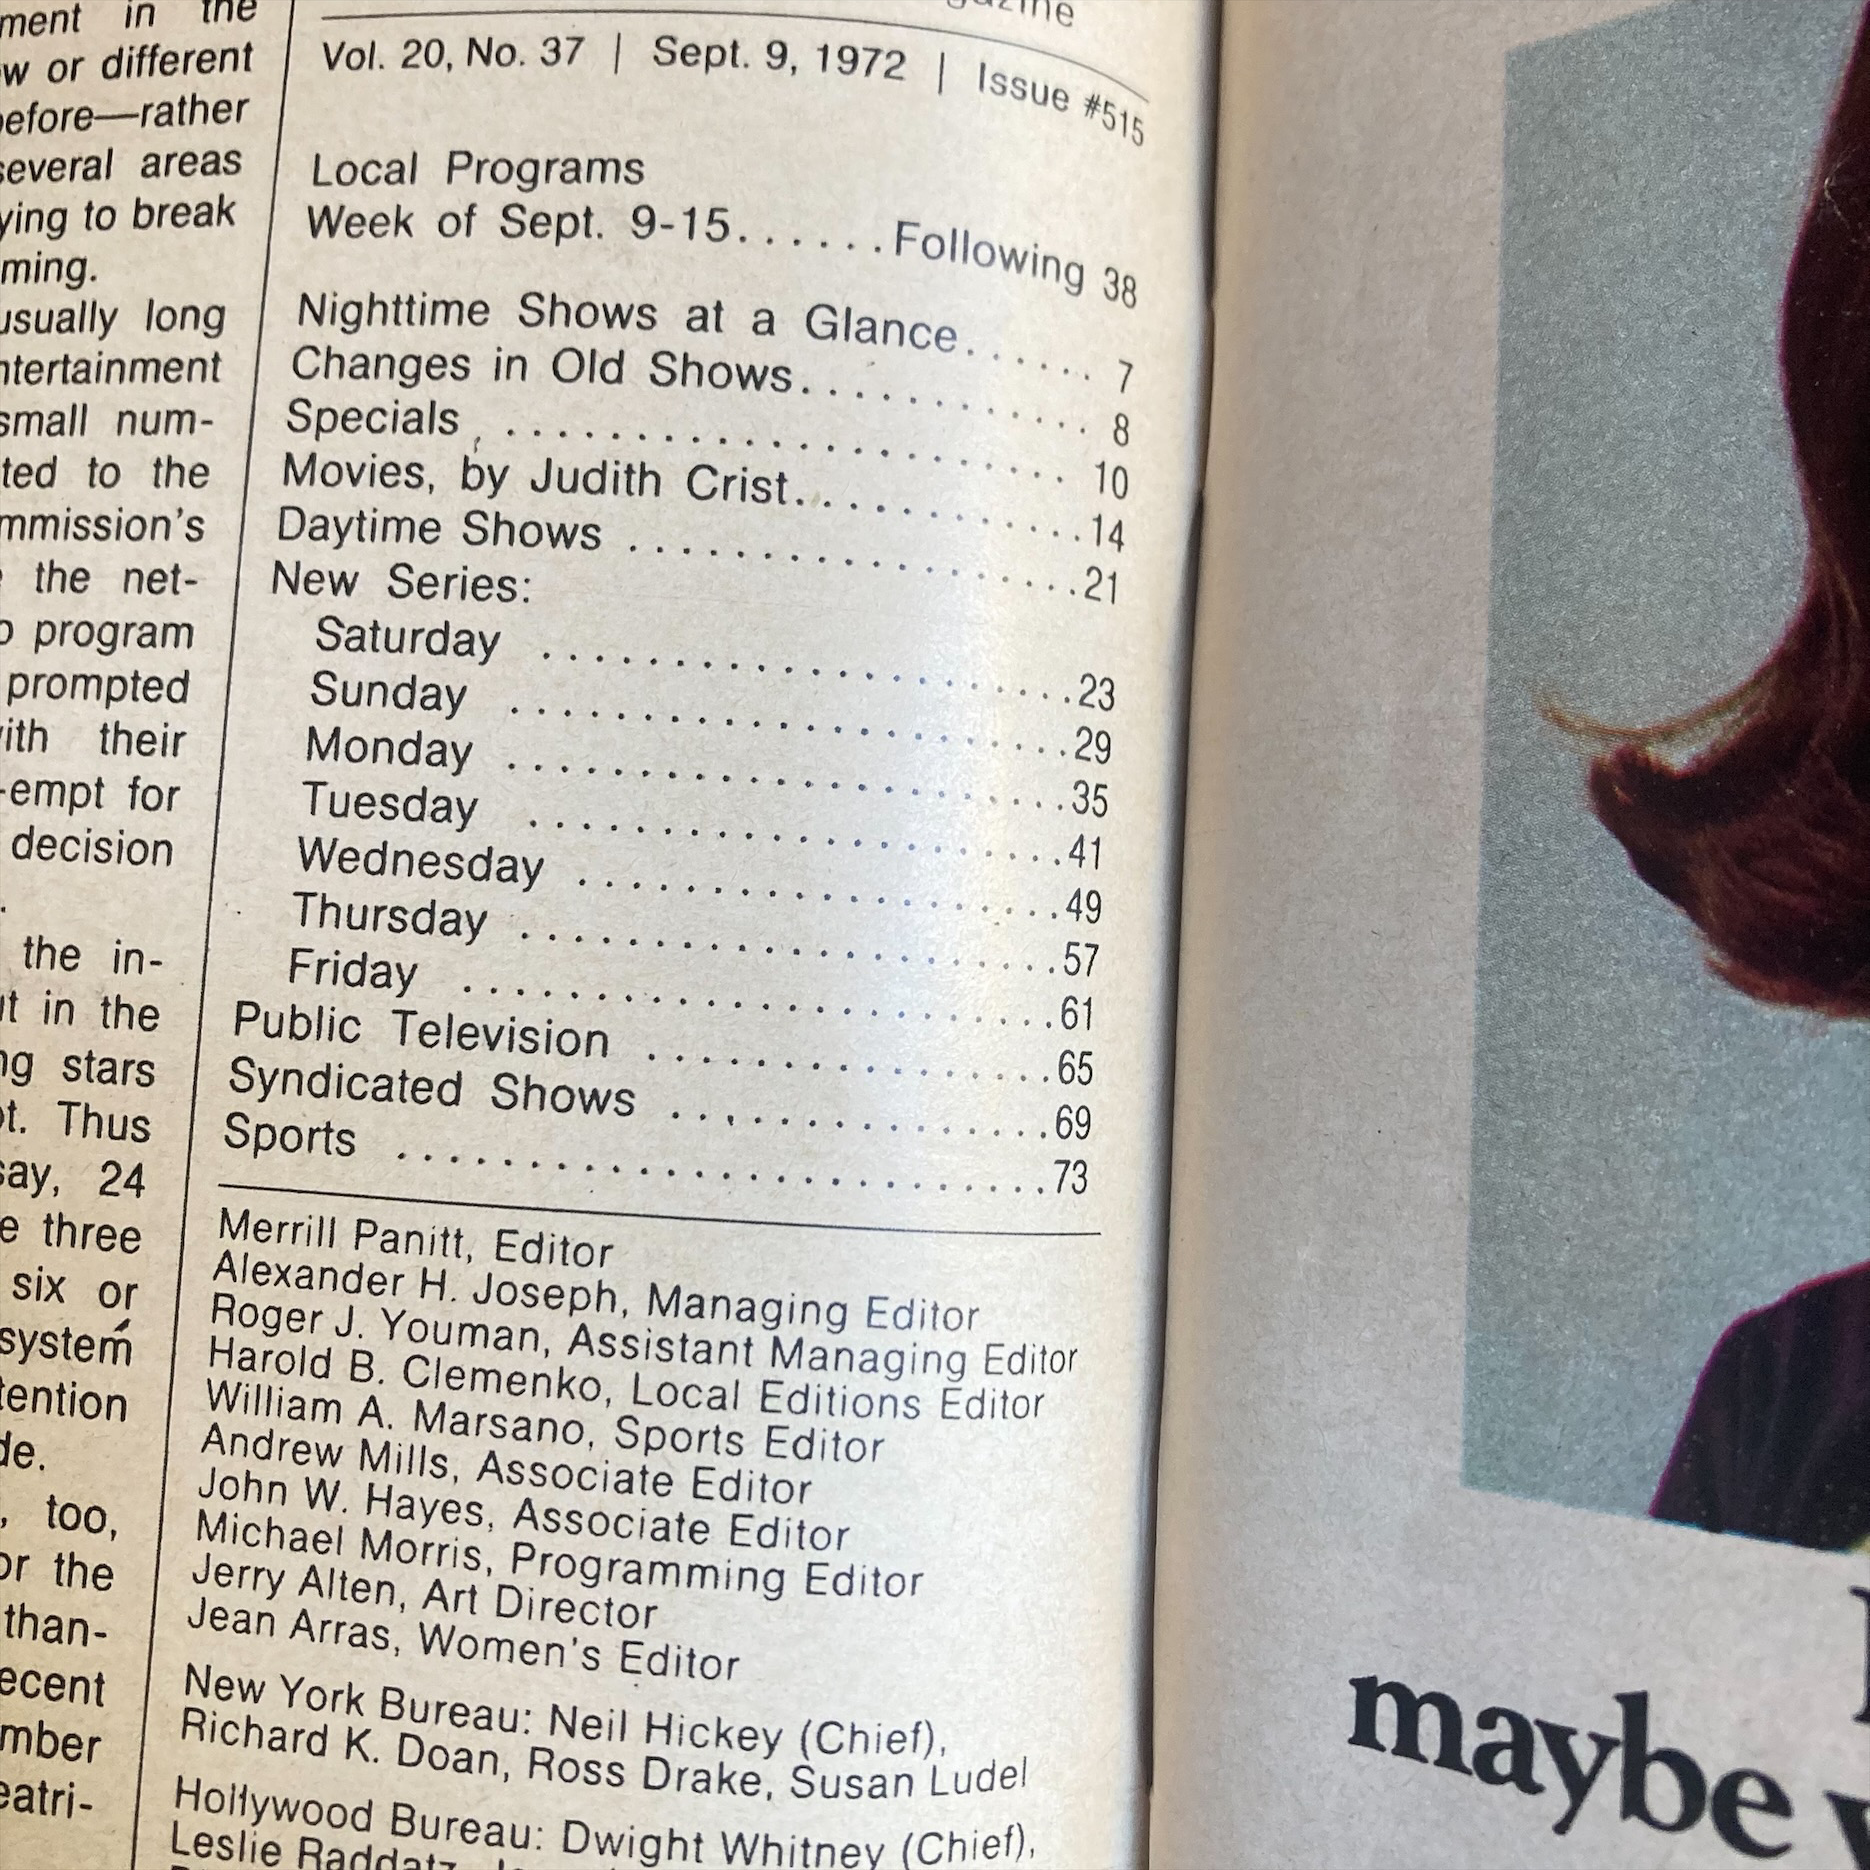 ment in the
w or different
before—rather
several areas
ying to break
ming.
usually long
ntertainment
small num-
ted to the
mmission's
the net-
o program
prompted
with their
-empt for
decision
.
the in-
ut in the
ng stars
ot. Thus
say, 24
e three
six or
system
tention
de.
, too,
or the
than-
ecent
mber
eatri-
Vol. 20, No. 37 | Sept. 9, 1972 | Issue #515
Local Programs
Week of Sept. 9-15......Following 38
Nighttime Shows at a Glance...... 7
Changes in Old Shows........... 8
Specials ...................... 10
Movies, by Judith Crist............14
Daytime Shows ..................21
New Series:
Saturday .....................23
Sunday ......................29
Monday ......................35
Tuesday .....................41
Wednesday ...................49
Thursday .....................57
Friday .......................61
Public Television ................65
Syndicated Shows ...............69
Sports .........................73
Merrill Panitt, Editor
Alexander H. Joseph, Managing Editor
Roger J. Youman, Assistant Managing Editor
Harold B. Clemenko, Local Editions Editor
William A. Marsano, Sports Editor
Andrew Mills, Associate Editor
John W. Hayes, Associate Editor
Michael Morris, Programming Editor
Jerry Alten, Art Director
Jean Arras, Women's Editor
New York Bureau: Neil Hickey (Chief),
Richard K. Doan, Ross Drake, Susan Ludel
Hollywood Bureau: Dwight Whitney (Chief),
Leslie Raddatz,
maybe